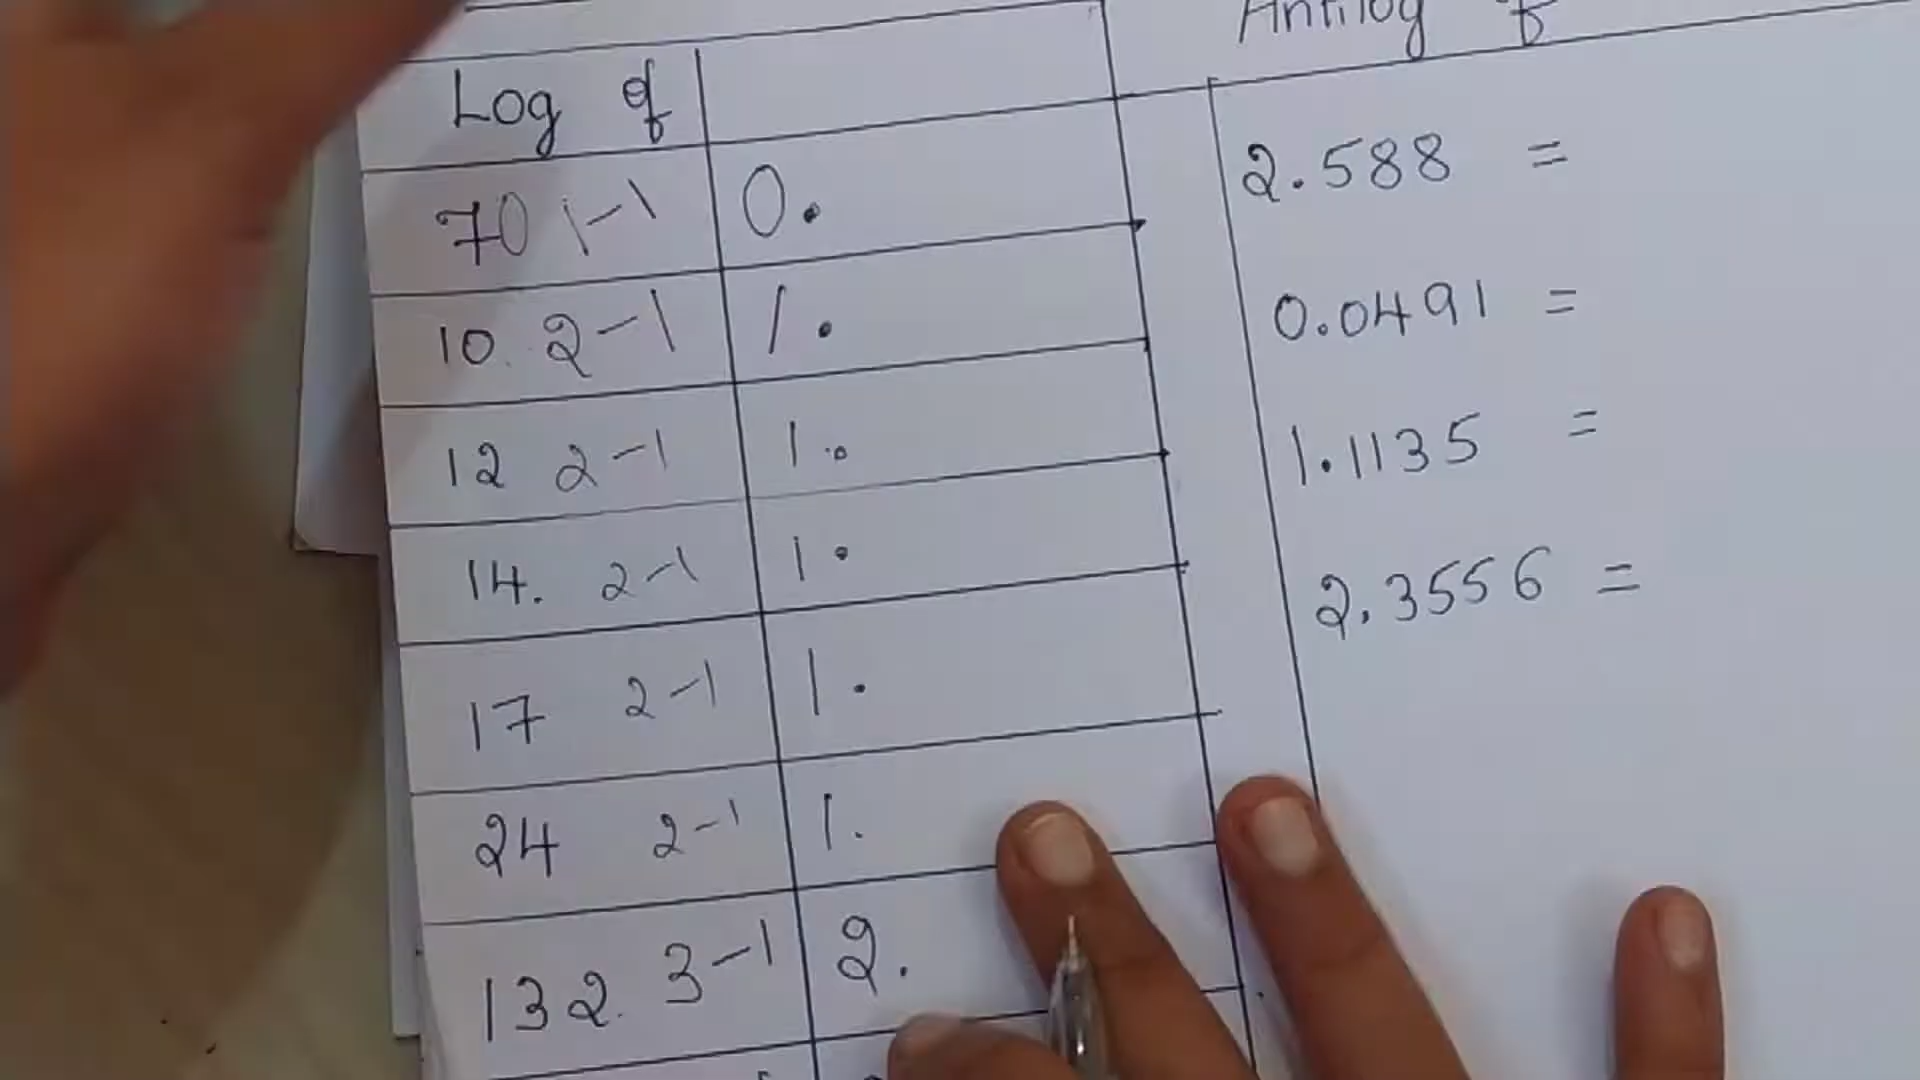 Antilog of
Log of
70 1-1 0.
10. 2-1 1.
12 2-1 1.
14. 2-1 1.
17 2-1 1.
24 2-1 1.
132. 3-1 2.
2.588 =
0.0491 =
1.1135 =
2.3556 =